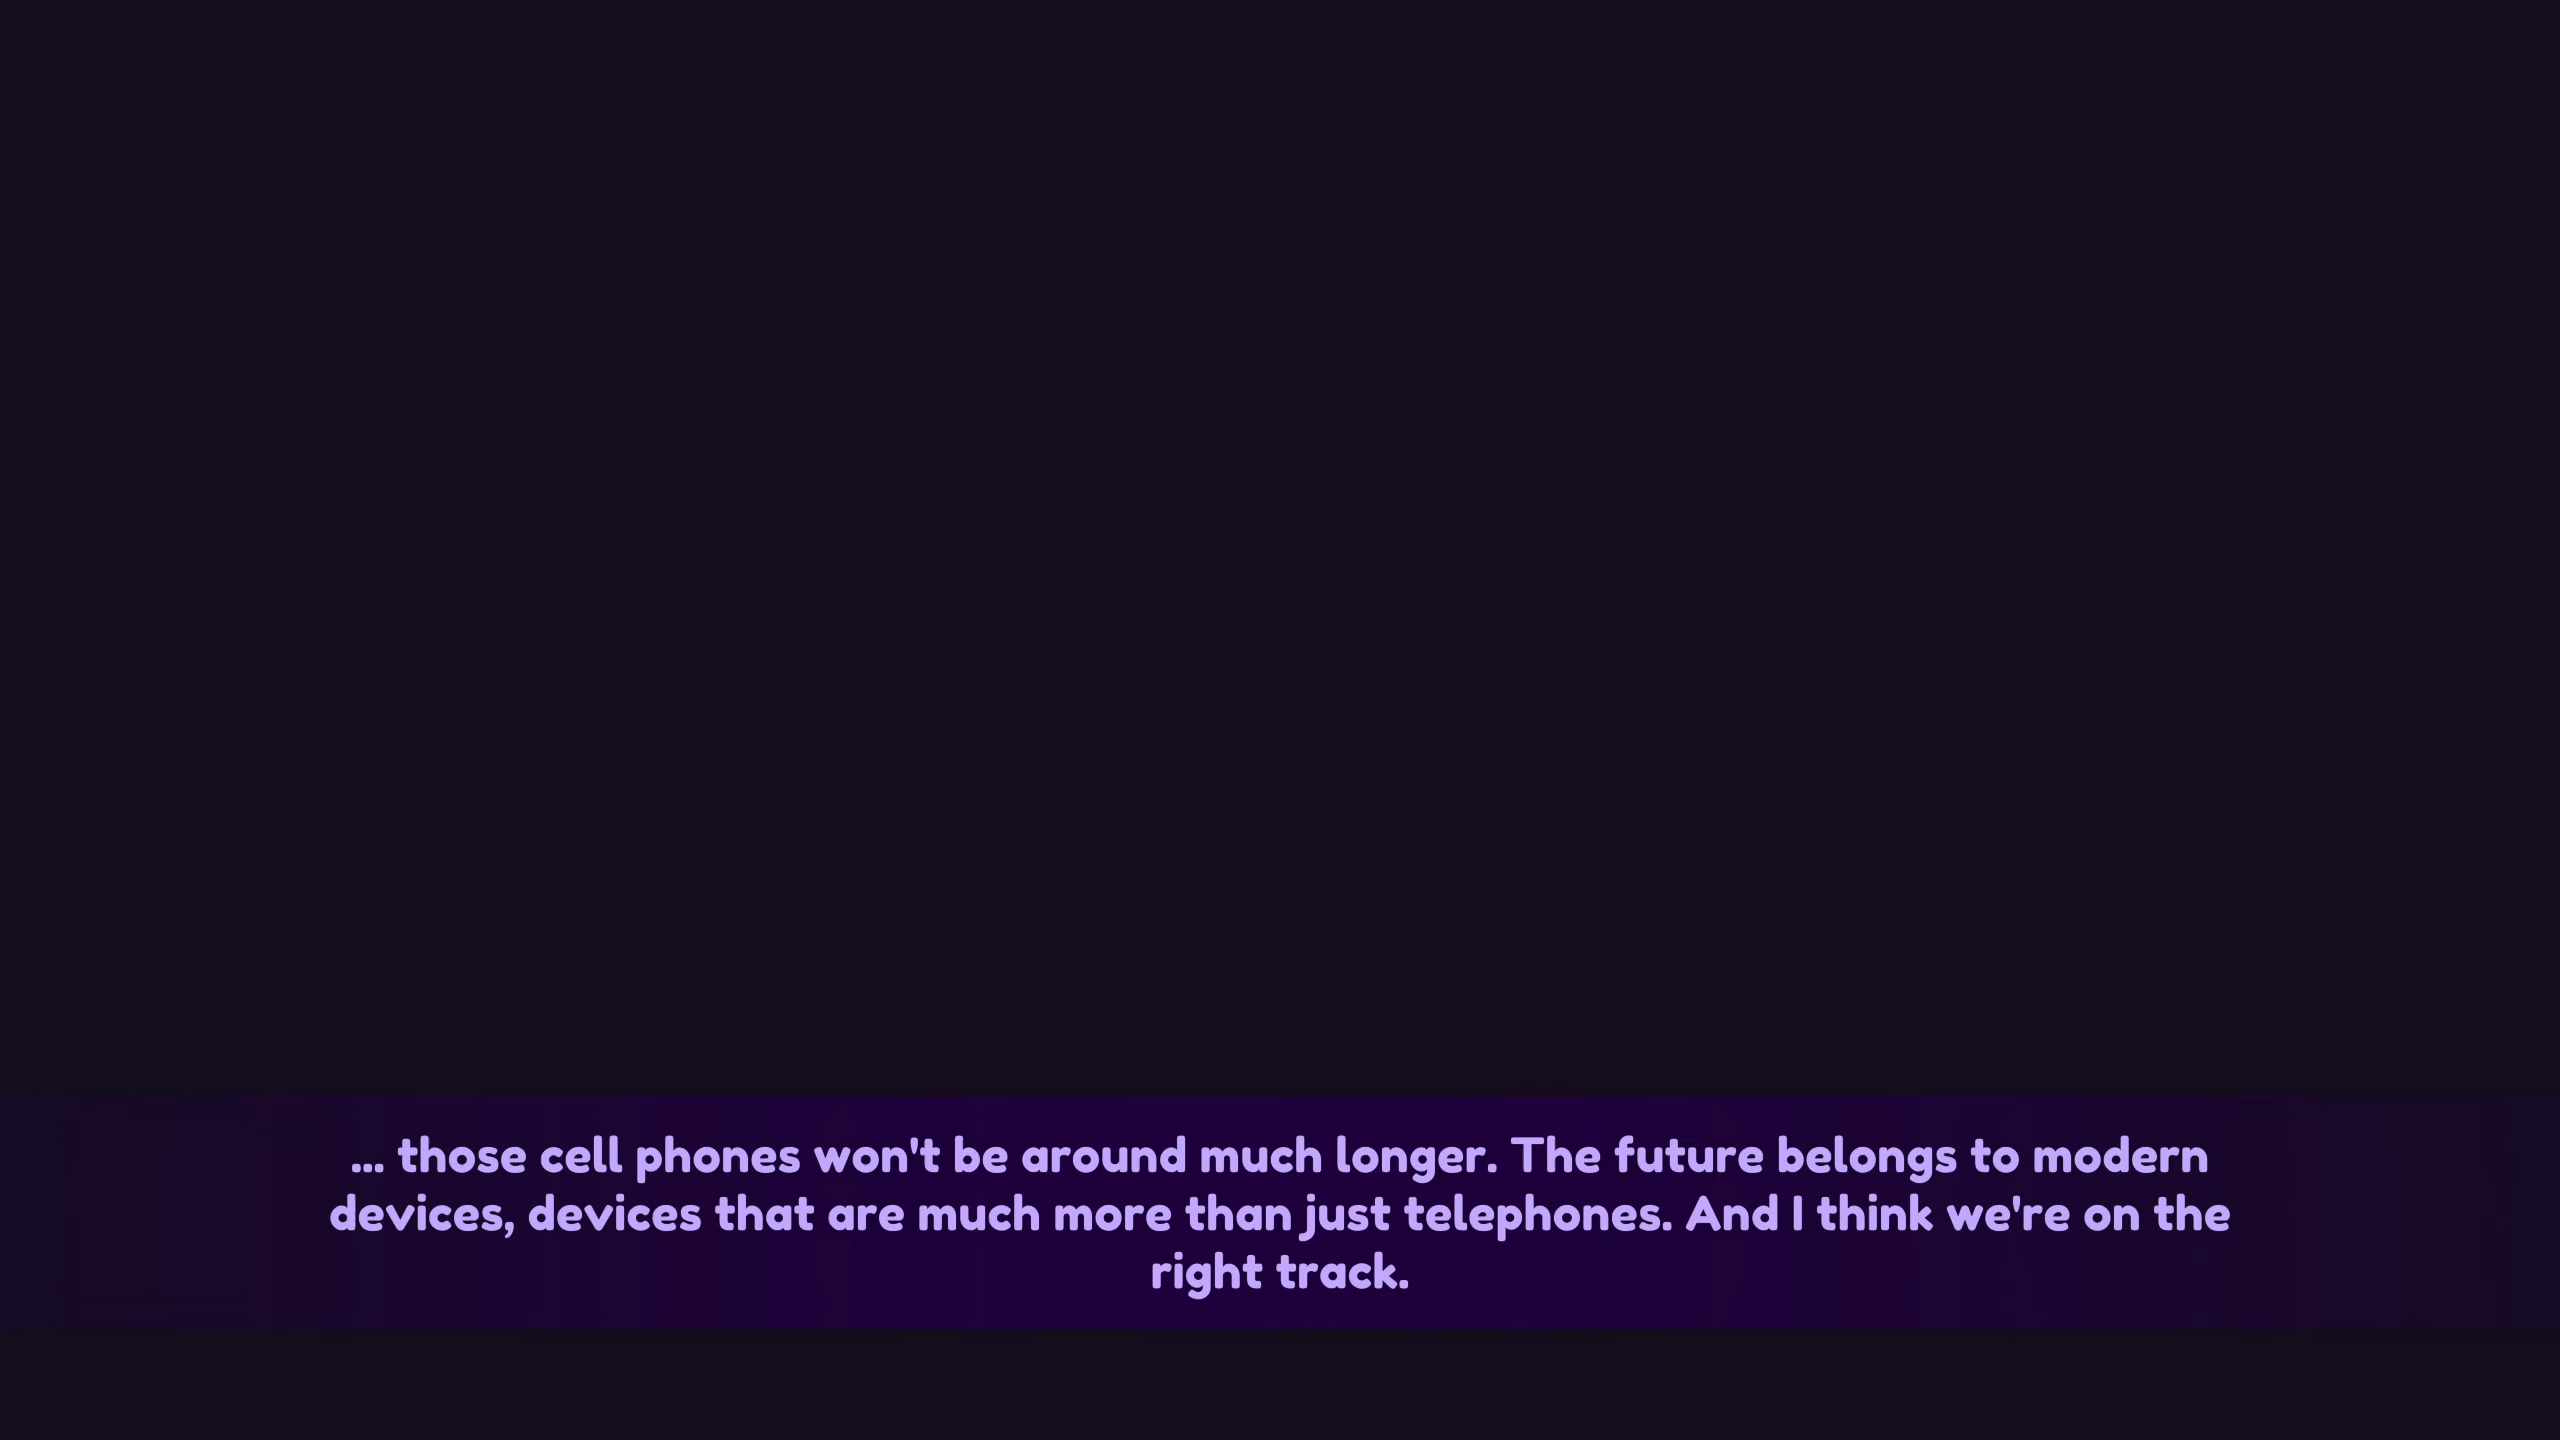 ... those cell phones won't be around much longer. The future belongs to modern
devices, devices that are much more than just telephones. And I think we're on the
right track.